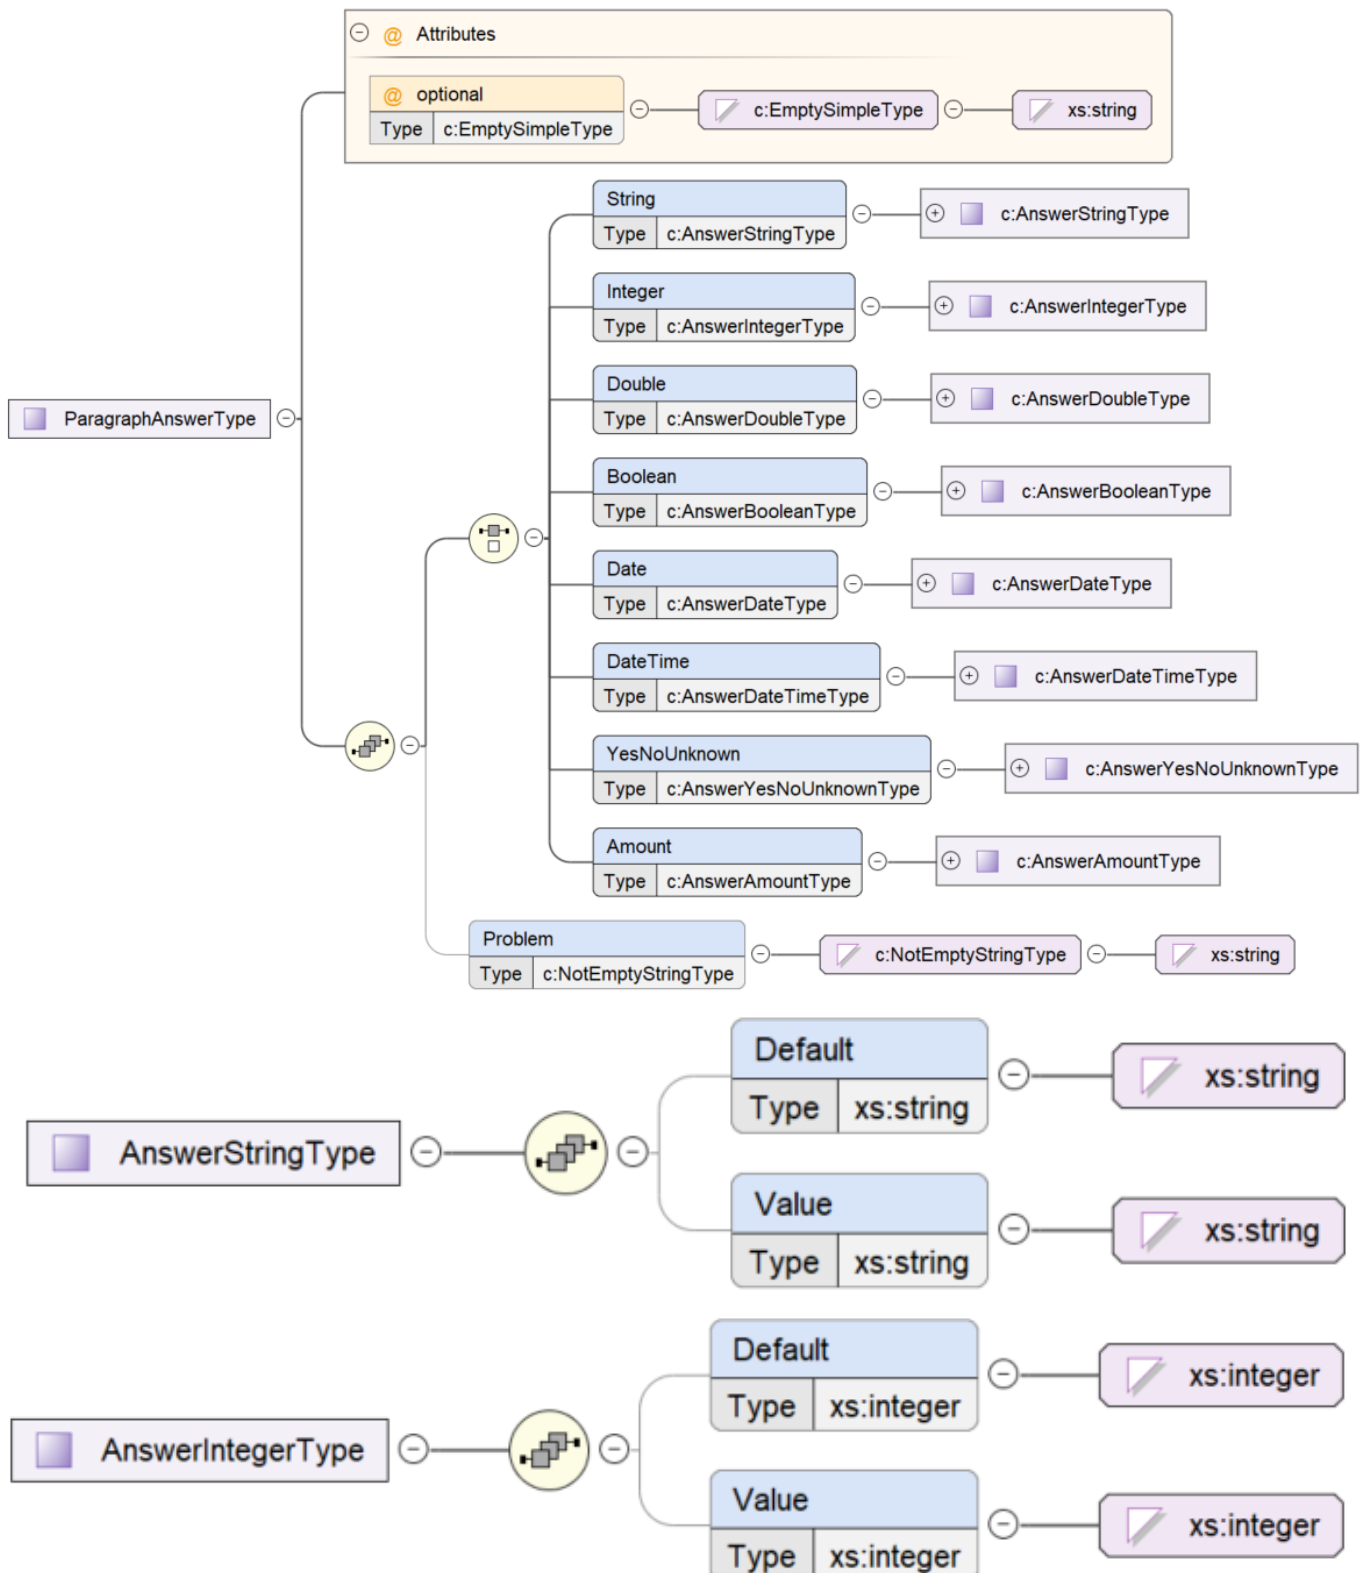 @ Attributes
@ optional
Type c:EmptySimpleType
c:EmptySimpleType
xs:string
String
Type c:AnswerStringType
c:AnswerStringType
Integer
Type c:AnswerIntegerType
c:AnswerIntegerType
Double
Type c:AnswerDoubleType
c:AnswerDoubleType
ParagraphAnswerType
Boolean
Type c:AnswerBooleanType
c:AnswerBooleanType
Date
Type c:AnswerDateType
c:AnswerDateType
DateTime
Type c:AnswerDateTimeType
c:AnswerDateTimeType
YesNoUnknown
Type c:AnswerYesNoUnknownType
c:AnswerYesNoUnknownType
Amount
Type c:AnswerAmountType
c:AnswerAmountType
Problem
Type c:NotEmptyStringType
c:NotEmptyStringType
xs:string
AnswerStringType
Default
Type xs:string
xs:string
Value
Type xs:string
xs:string
AnswerIntegerType
Default
Type xs:integer
xs:integer
Value
Type xs:integer
xs:integer